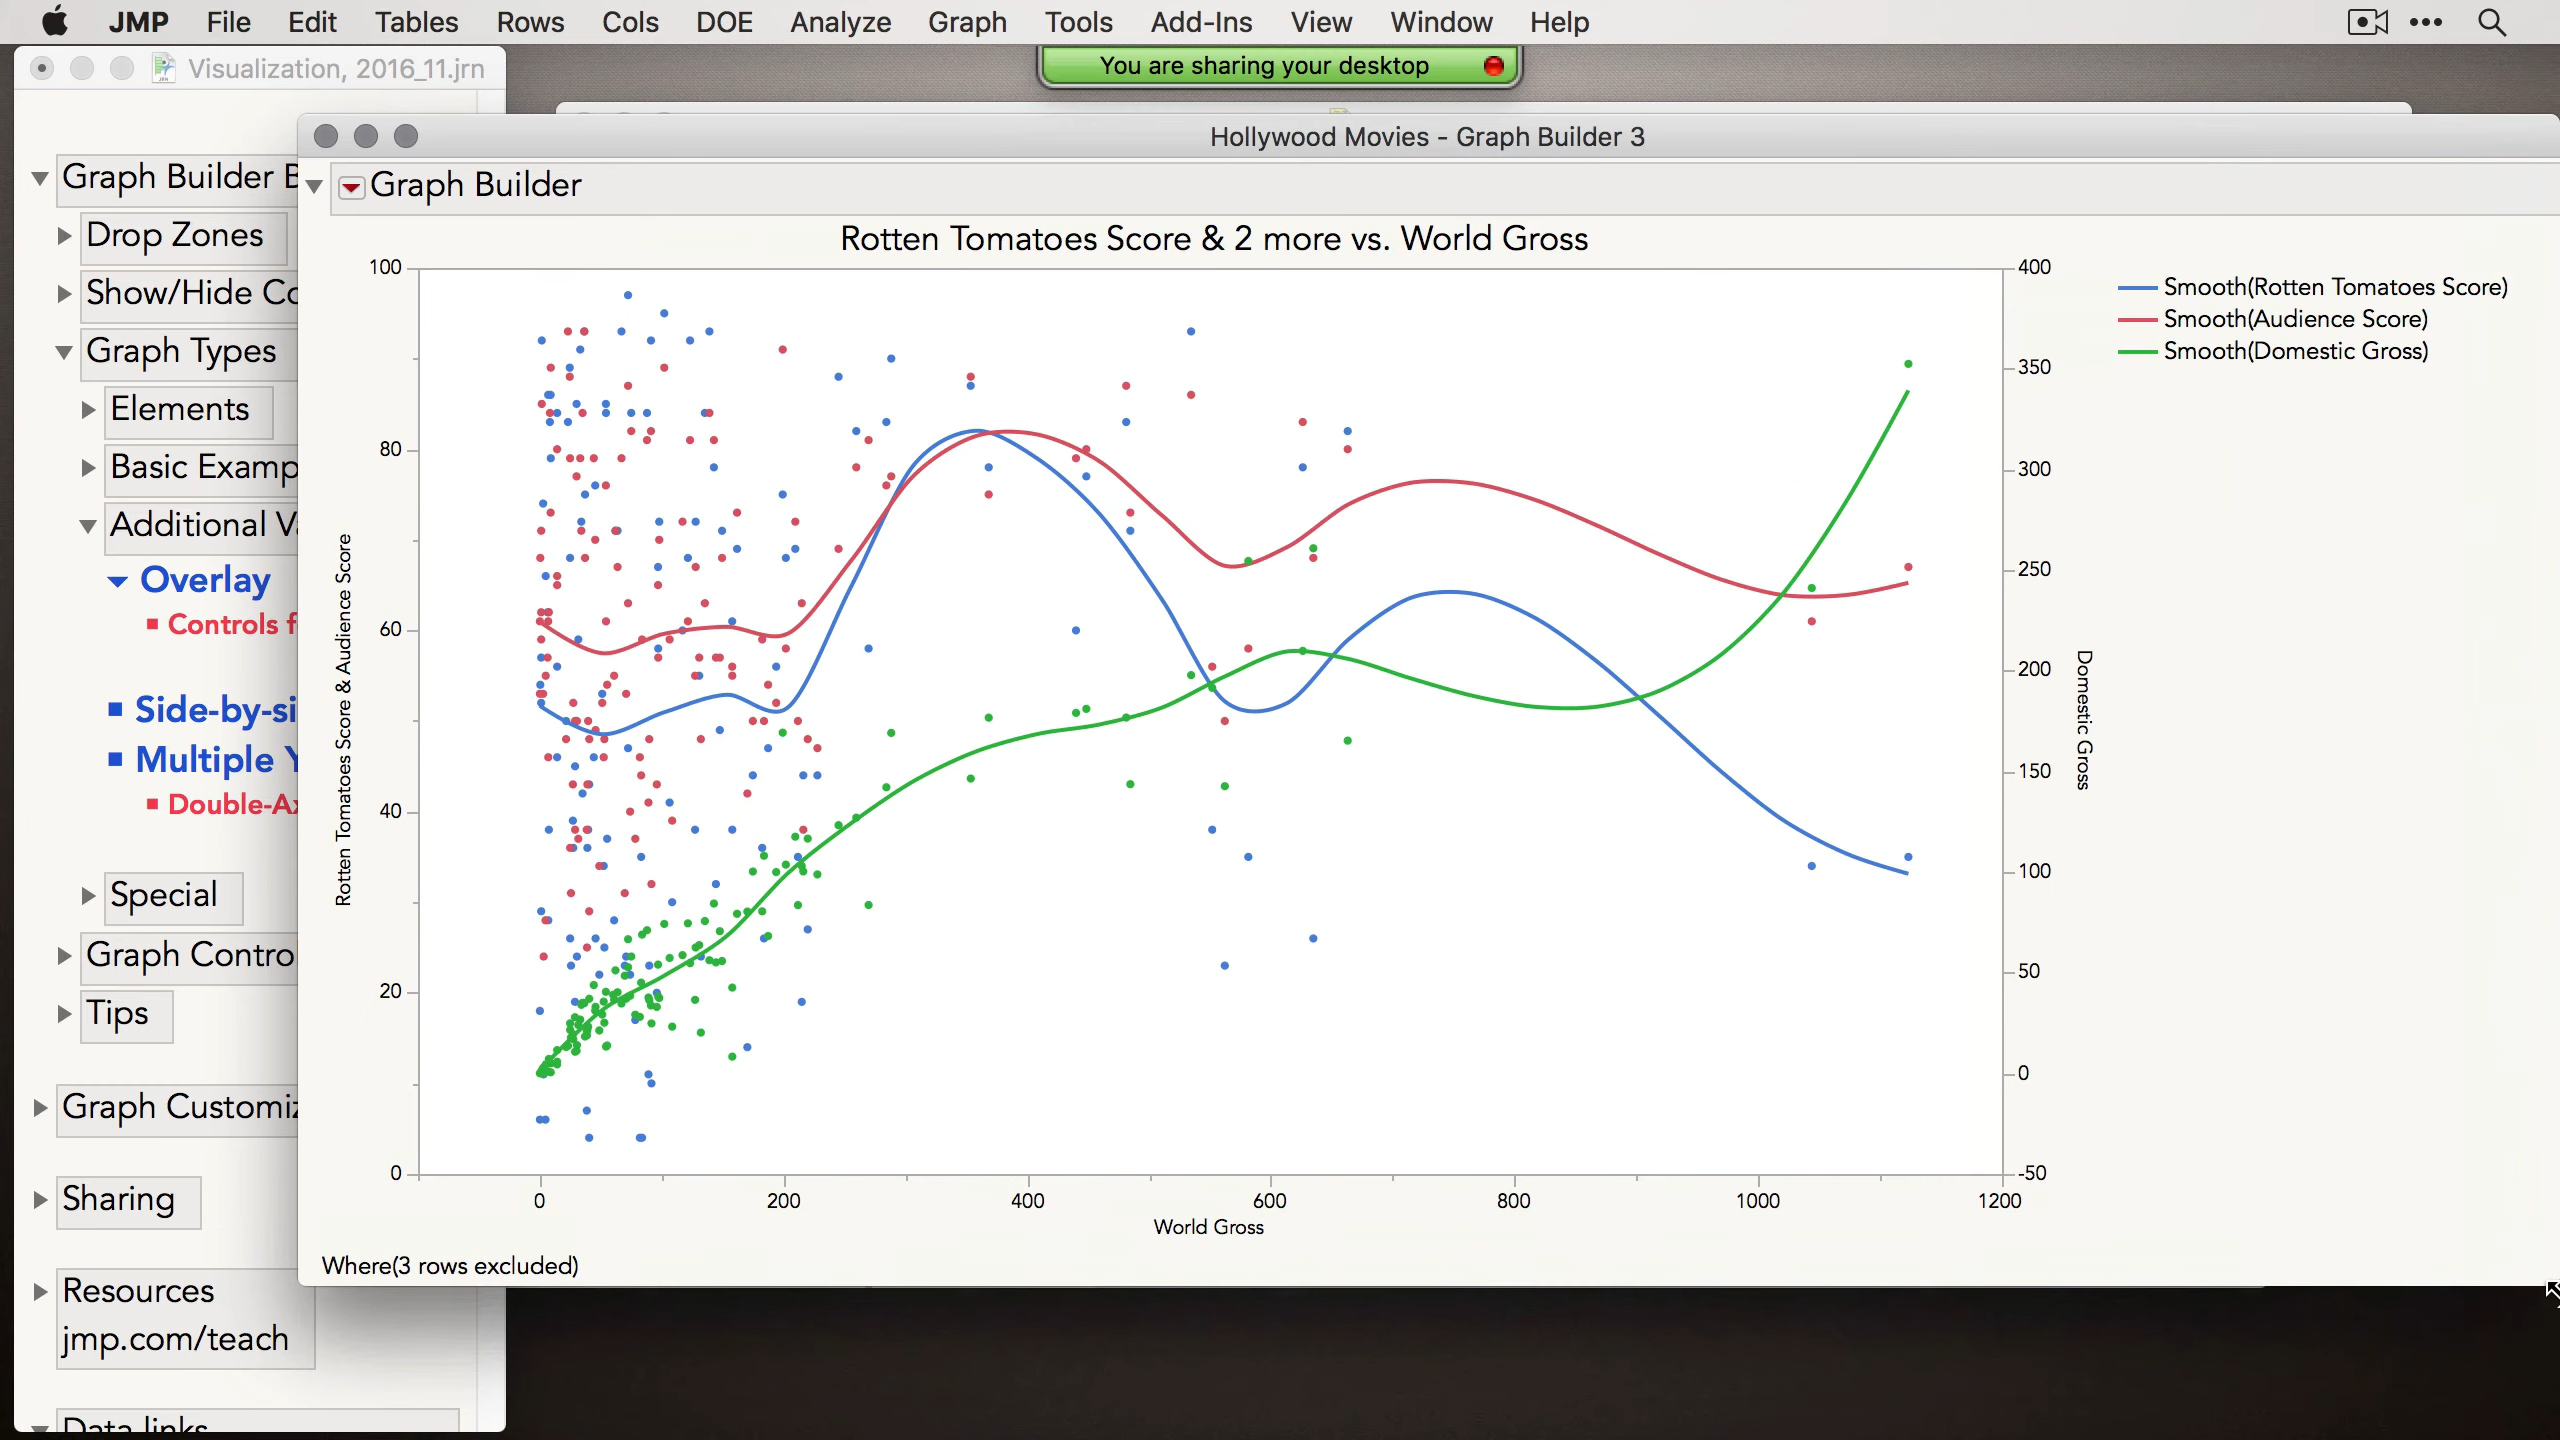 JMP File Edit Tables Rows Cols DOE Analyze Graph Tools Add-Ins View Window Help
You are sharing your desktop
Visualization, 2016_11.jrn
Graph Builder B
Drop Zones
Show/Hide Co
Graph Types
Elements
Basic Examp
Additional Va
Overlay
Controls f
Side-by-si
Multiple Y
Double-Ax
Special
Graph Contro
Tips
Graph Customiz
Sharing
Resources
jmp.com/teach
Data links
Hollywood Movies - Graph Builder 3
Graph Builder
Rotten Tomatoes Score & 2 more vs. World Gross
Rotten Tomatoes Score & Audience Score
100
80
60
40
20
0
400
350
300
250
200
150
100
50
0
-50
Domestic Gross
Smooth(Rotten Tomatoes Score)
Smooth(Audience Score)
Smooth(Domestic Gross)
0 200 400 600 800 1000 1200
World Gross
Where(3 rows excluded)